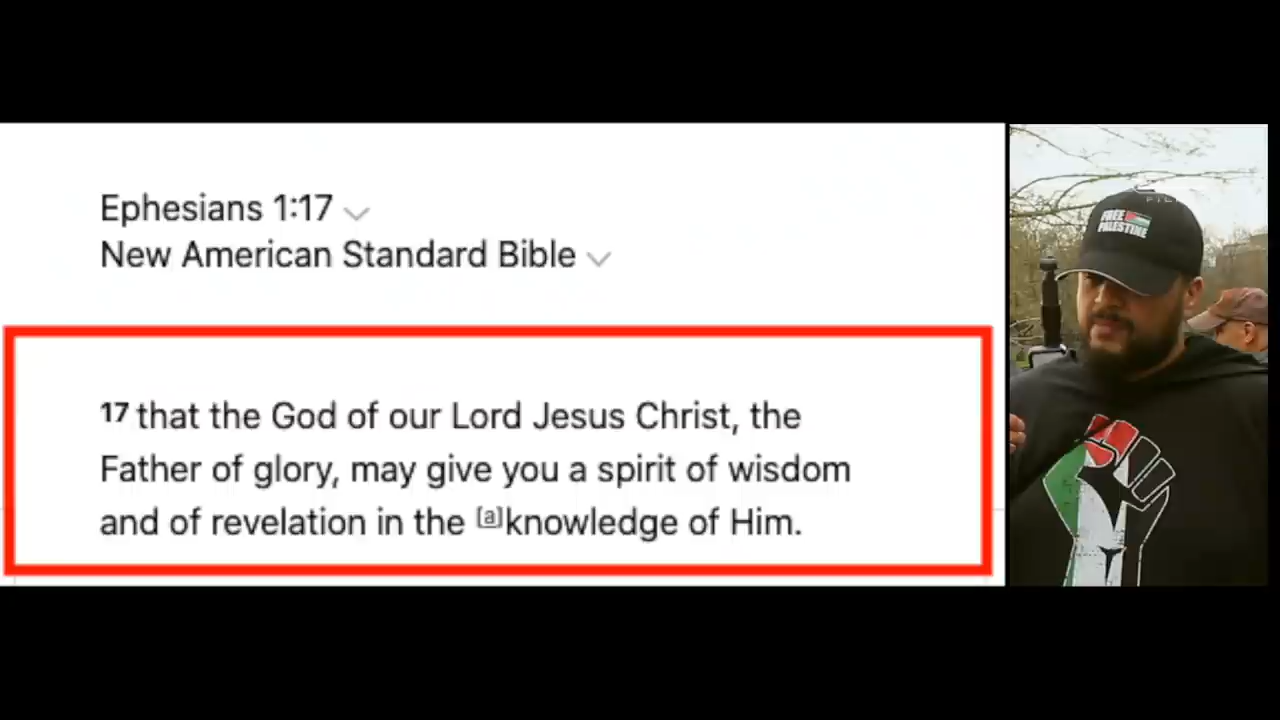 Ephesians 1:17
New American Standard Bible
17 that the God of our Lord Jesus Christ, the
Father of glory, may give you a spirit of wisdom
and of revelation in the [a]knowledge of Him.
FREE
PALESTINE